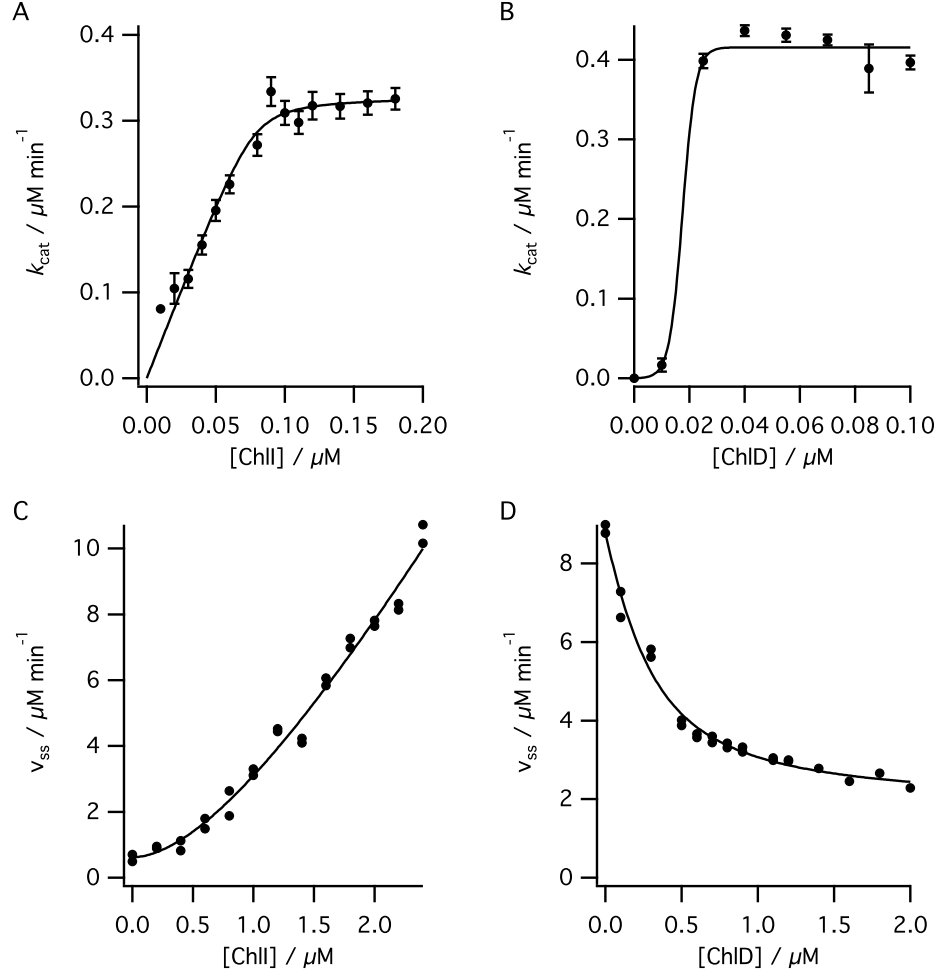 A
0.4
0.3
0.2
0.1
0.0
k_cat / µM min⁻¹
0.00 0.05 0.10 0.15 0.20
[ChlI] / µM
B
0.4
0.3
0.2
0.1
0.0
k_cat / µM min⁻¹
0.00 0.02 0.04 0.06 0.08 0.10
[ChlD] / µM
C
10
8
6
4
2
0
v_ss / µM min⁻¹
0.0 0.5 1.0 1.5 2.0
[ChlI] / µM
D
8
6
4
2
0
v_ss / µM min⁻¹
0.0 0.5 1.0 1.5 2.0
[ChlD] / µM